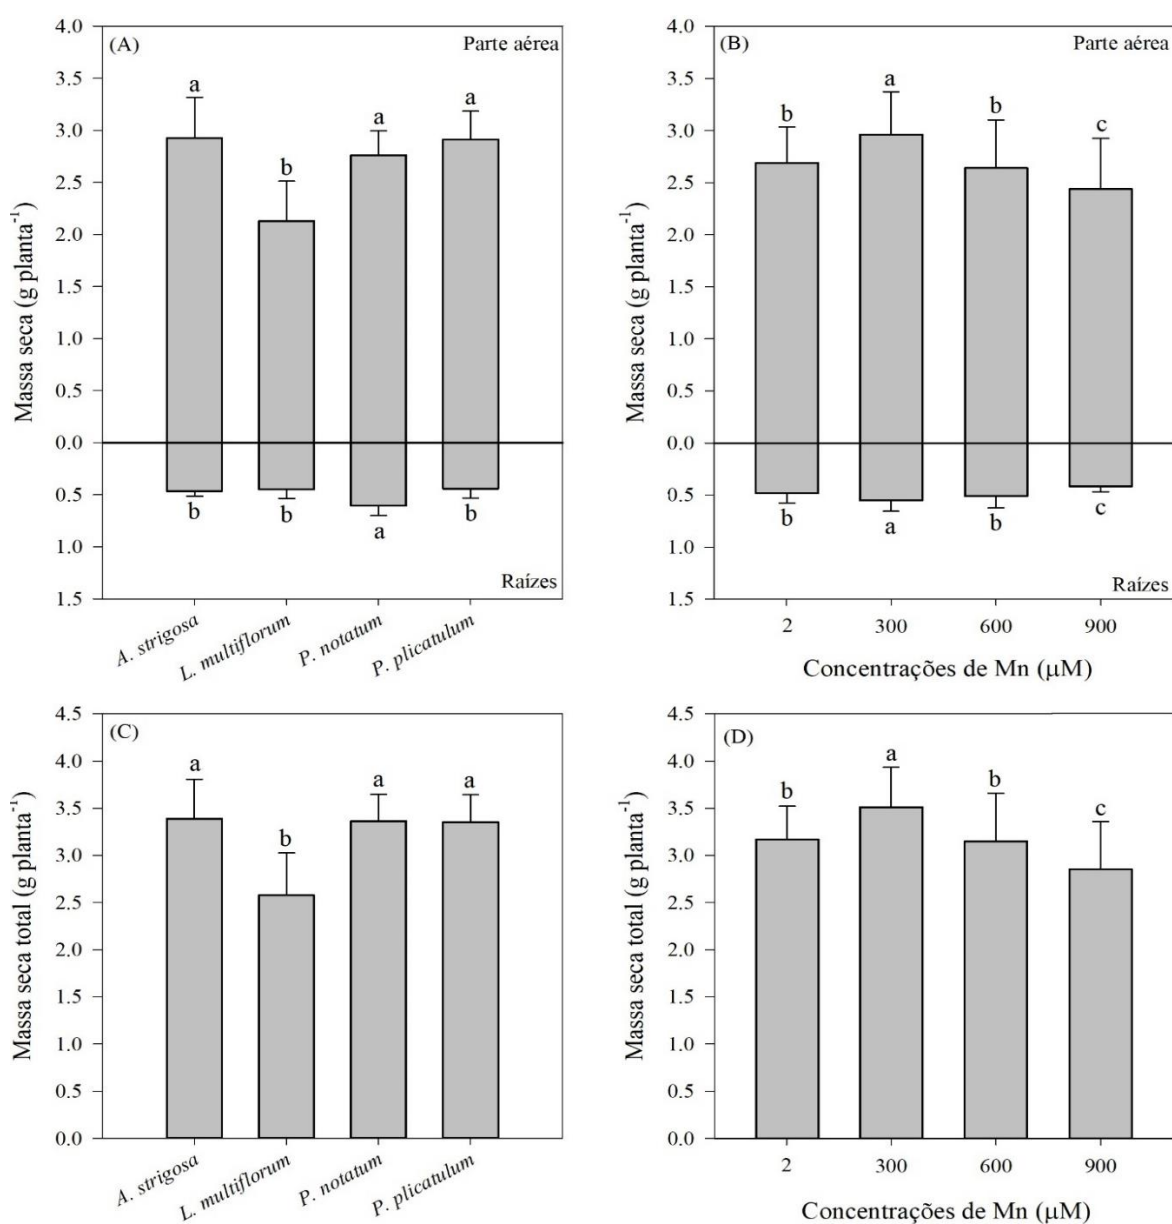 (A)
Parte aérea
4.0
3.5
3.0
2.5
2.0
1.5
1.0
0.5
0.0
0.5
1.0
1.5
Massa seca (g planta⁻¹)
a
b
a
a
b
b
a
b
Raízes
A. strigosa
L. multiflorum
P. notatum
P. plicatulum
(B)
Parte aérea
4.0
3.5
3.0
2.5
2.0
1.5
1.0
0.5
0.0
0.5
1.0
1.5
Massa seca (g planta⁻¹)
b
a
b
c
b
a
b
c
Raízes
2 300 600 900
Concentrações de Mn (µM)
(C)
4.5
4.0
3.5
3.0
2.5
2.0
1.5
1.0
0.5
0.0
Massa seca total (g planta⁻¹)
a
b
a
a
A. strigosa
L. multiflorum
P. notatum
P. plicatulum
(D)
4.5
4.0
3.5
3.0
2.5
2.0
1.5
1.0
0.5
0.0
Massa seca total (g planta⁻¹)
b
a
b
c
2 300 600 900
Concentrações de Mn (µM)